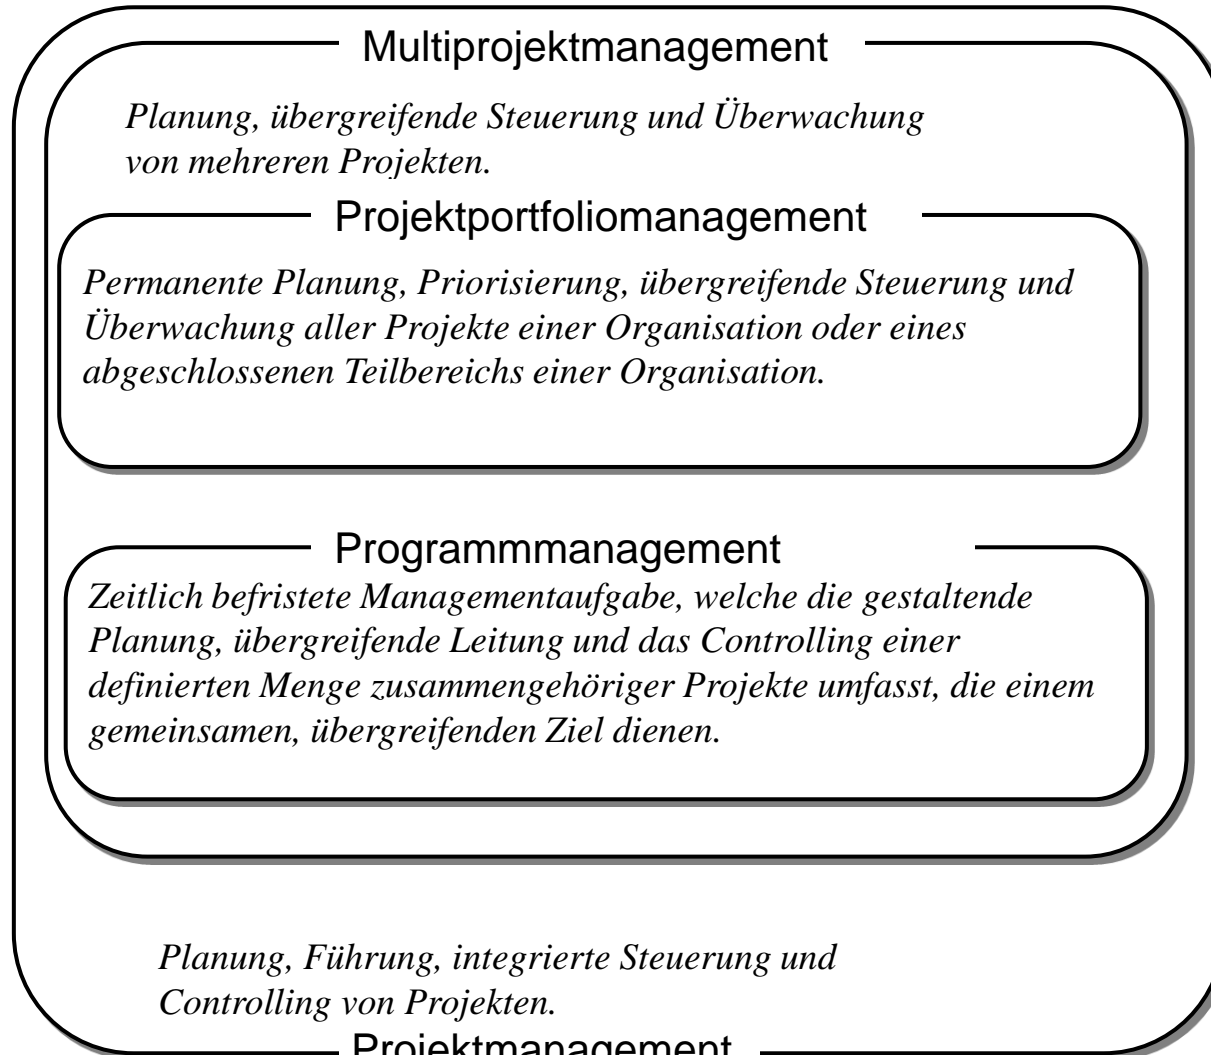 Multiprojektmanagement
Planung, übergreifende Steuerung und Überwachung
von mehreren Projekten.
Projektportfoliomanagement
Permanente Planung, Priorisierung, übergreifende Steuerung und
Überwachung aller Projekte einer Organisation oder eines
abgeschlossenen Teilbereichs einer Organisation.
Programmmanagement
Zeitlich befristete Managementaufgabe, welche die gestaltende
Planung, übergreifende Leitung und das Controlling einer
definierten Menge zusammengehöriger Projekte umfasst, die einem
gemeinsamen, übergreifenden Ziel dienen.
Planung, Führung, integrierte Steuerung und
Controlling von Projekten.
Projektmanagement